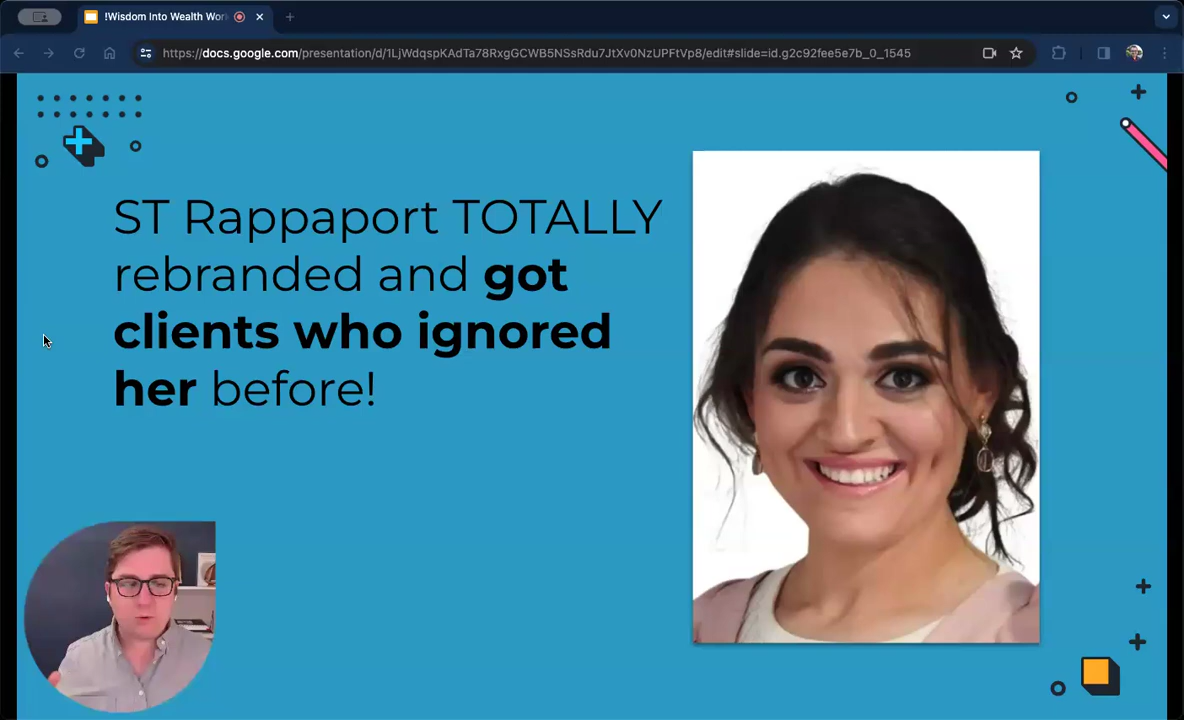 !Wisdom Into Wealth Wor
https://docs.google.com/presentation/d/1LjWdqspKAdTa78RxgGCWB5NSsRdu7JtXv0NzUPFtVp8/edit#slide=id.g2c92fee5e7b_0_1545
ST Rappaport TOTALLY
rebranded and got
clients who ignored
her before!